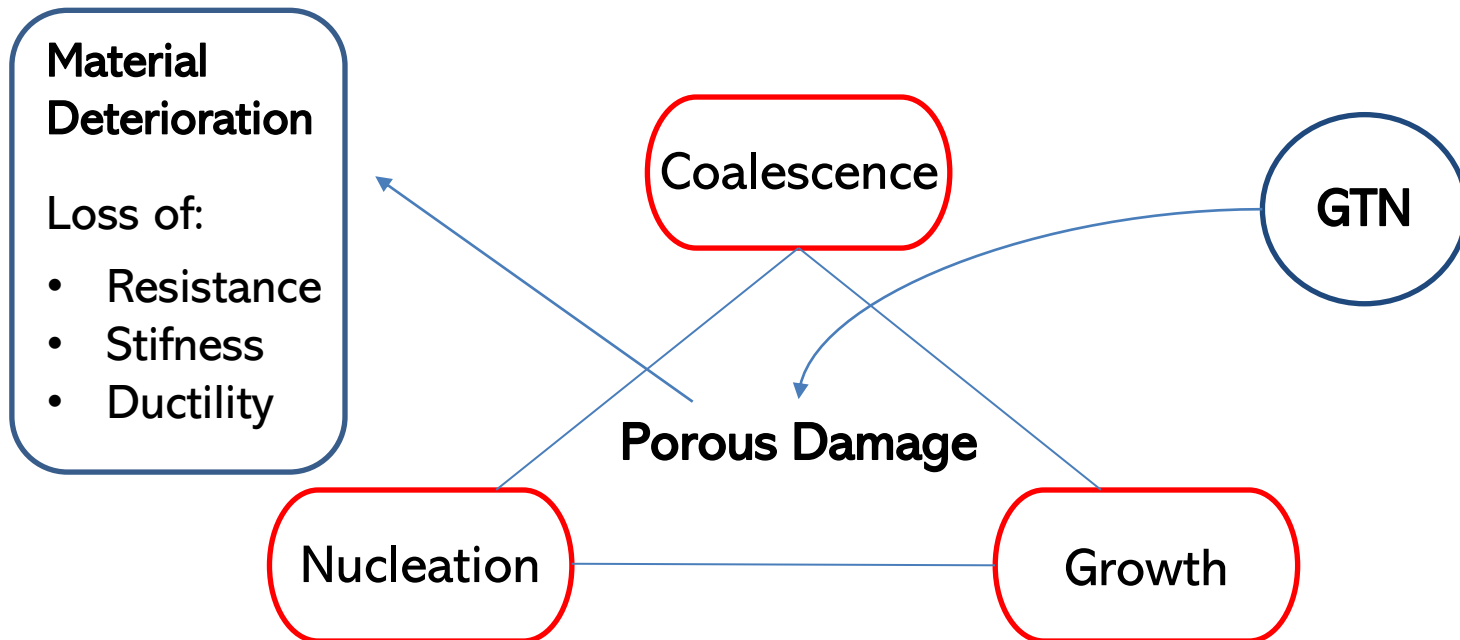 Material
Deterioration
Loss of:
• Resistance
• Stifness
• Ductility
Coalescence
GTN
Porous Damage
Nucleation
Growth